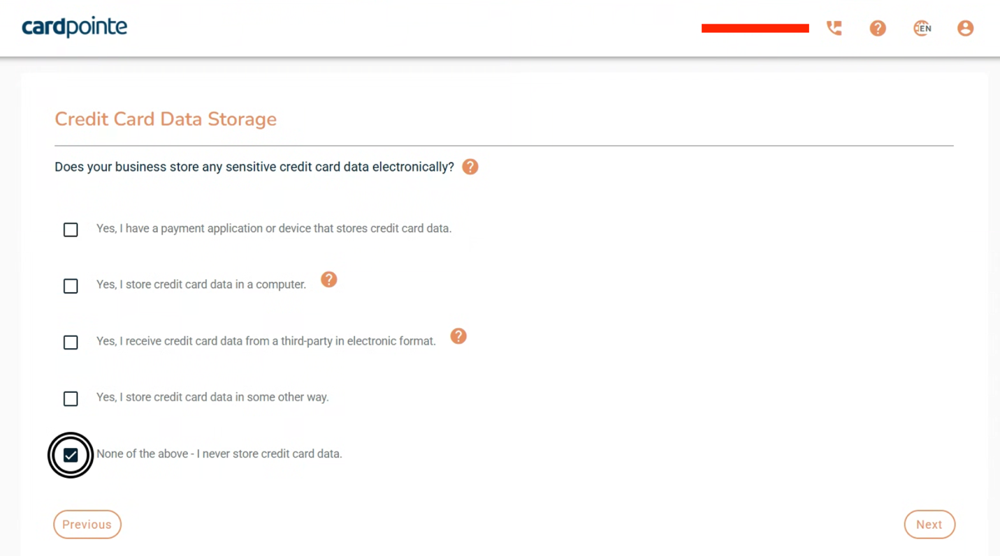 cardpointe
EN
Credit Card Data Storage
Does your business store any sensitive credit card data electronically? ?
Yes, I have a payment application or device that stores credit card data.
Yes, I store credit card data in a computer. ?
Yes, I receive credit card data from a third-party in electronic format. ?
Yes, I store credit card data in some other way.
None of the above - I never store credit card data.
Previous
Next